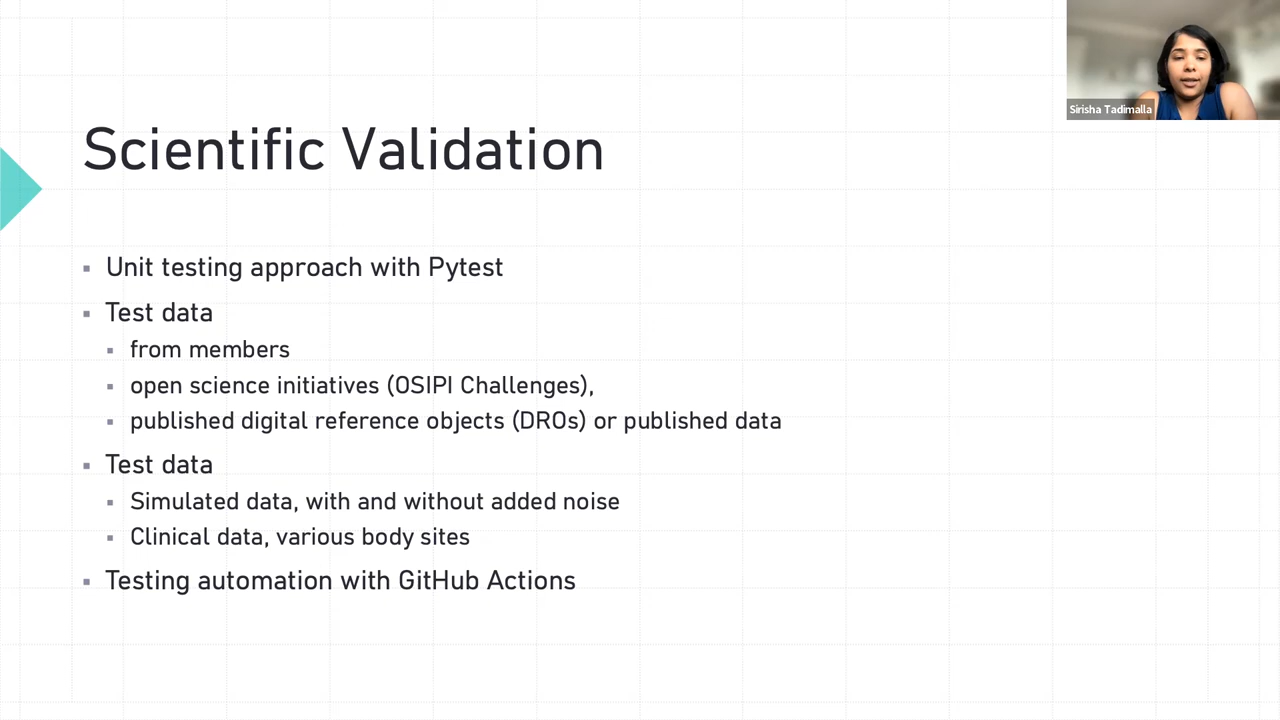 Sirisha Tadimalla
Scientific Validation
Unit testing approach with Pytest
Test data
from members
open science initiatives (OSIPI Challenges),
published digital reference objects (DROs) or published data
Test data
Simulated data, with and without added noise
Clinical data, various body sites
Testing automation with GitHub Actions